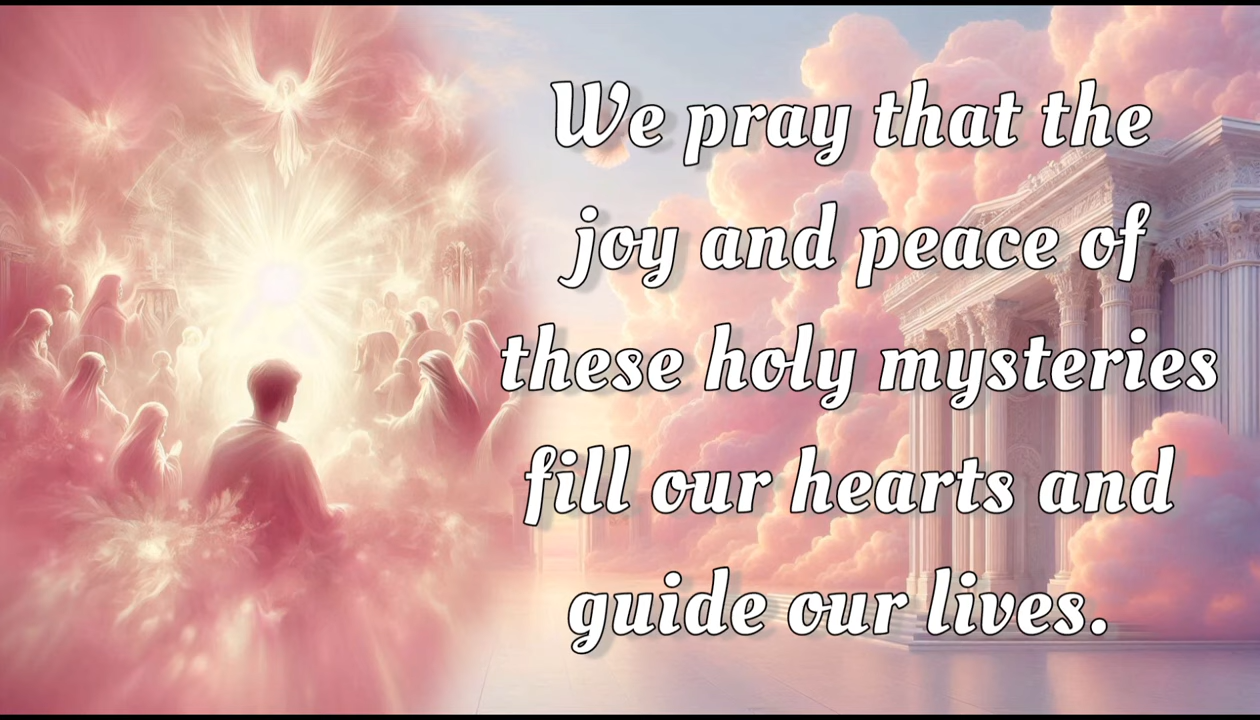 We pray that the
joy and peace of
these holy mysteries
fill our hearts and
guide our lives.